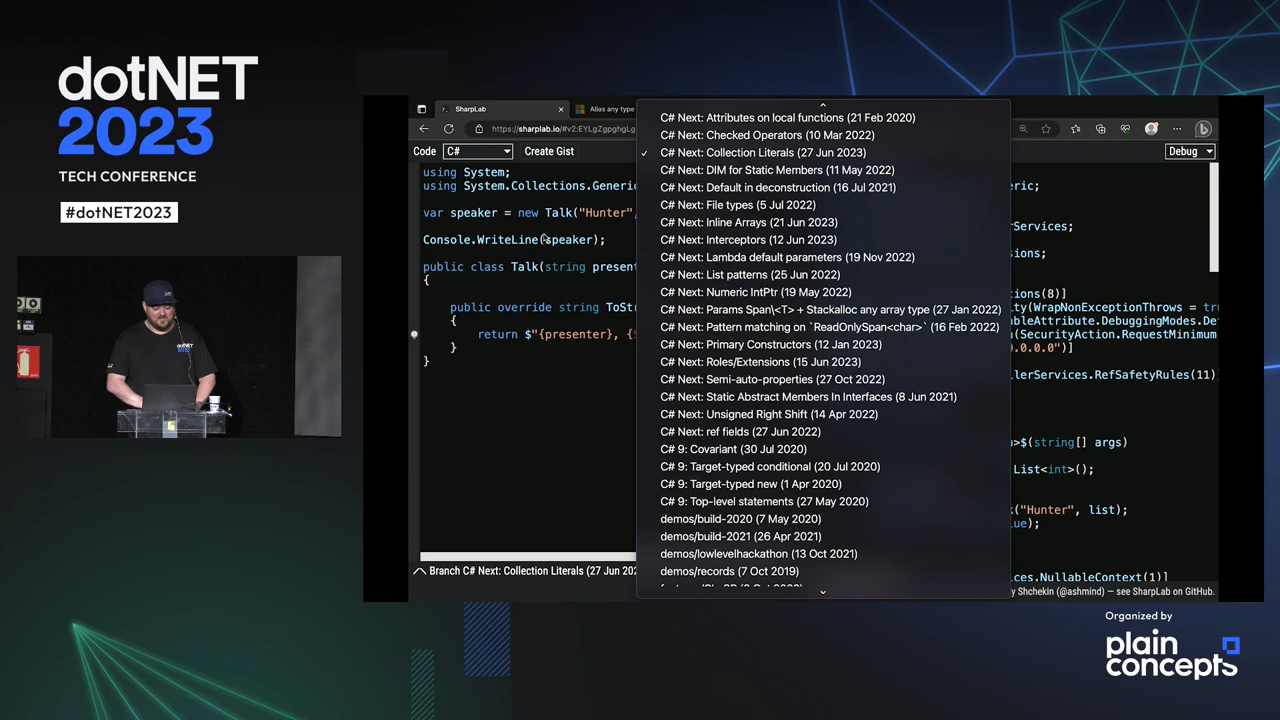 dotNET
2023
TECH CONFERENCE
#dotNET2023
SharpLab
Alias any type
https://sharplab.io/#v2:EYLgZgpghgLg
Code
C#
Create Gist
Debug
using System;
using System.Collections.Generic
var speaker = new Talk("Hunter",
Console.WriteLine(speaker);
public class Talk(string present
{
public override string ToStr
{
return $"{presenter}, {
}
}
Branch C# Next: Collection Literals (27 Jun 202
C# Next: Attributes on local functions (21 Feb 2020)
C# Next: Checked Operators (10 Mar 2022)
✓ C# Next: Collection Literals (27 Jun 2023)
C# Next: DIM for Static Members (11 May 2022)
C# Next: Default in deconstruction (16 Jul 2021)
C# Next: File types (5 Jul 2022)
C# Next: Inline Arrays (21 Jun 2023)
C# Next: Interceptors (12 Jun 2023)
C# Next: Lambda default parameters (19 Nov 2022)
C# Next: List patterns (25 Jun 2022)
C# Next: Numeric IntPtr (19 May 2022)
C# Next: Params Span\<T> + Stackalloc any array type (27 Jan 2022)
C# Next: Pattern matching on `ReadOnlySpan<char>` (16 Feb 2022)
C# Next: Primary Constructors (12 Jan 2023)
C# Next: Roles/Extensions (15 Jun 2023)
C# Next: Semi-auto-properties (27 Oct 2022)
C# Next: Static Abstract Members In Interfaces (8 Jun 2021)
C# Next: Unsigned Right Shift (14 Apr 2022)
C# Next: ref fields (27 Jun 2022)
C# 9: Covariant (30 Jul 2020)
C# 9: Target-typed conditional (20 Jul 2020)
C# 9: Target-typed new (1 Apr 2020)
C# 9: Top-level statements (27 May 2020)
demos/build-2020 (7 May 2020)
demos/build-2021 (26 Apr 2021)
demos/lowlevelhackathon (13 Oct 2021)
demos/records (7 Oct 2019)
eric;
erServices;
sions;
tions(8)]
ity(WrapNonExceptionThrows = tru
ableAttribute.DebuggingModes.De
n(SecurityAction.RequestMinimum
.0.0.0")]
lerServices.RefSafetyRules(11)
n>$(string[] args)
List<int>();
k("Hunter", list);
ue);
ces.NullableContext(1)]
y Shchekin (@ashmind) — see SharpLab on GitHub.
dotNET
2023
Organized by
plain
concepts